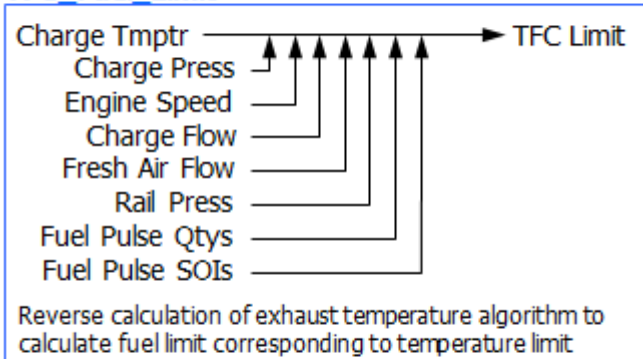 Charge Tmptr TFC Limit
Charge Press
Engine Speed
Charge Flow
Fresh Air Flow
Rail Press
Fuel Pulse Qtys
Fuel Pulse SOIs
Reverse calculation of exhaust temperature algorithm to
calculate fuel limit corresponding to temperature limit